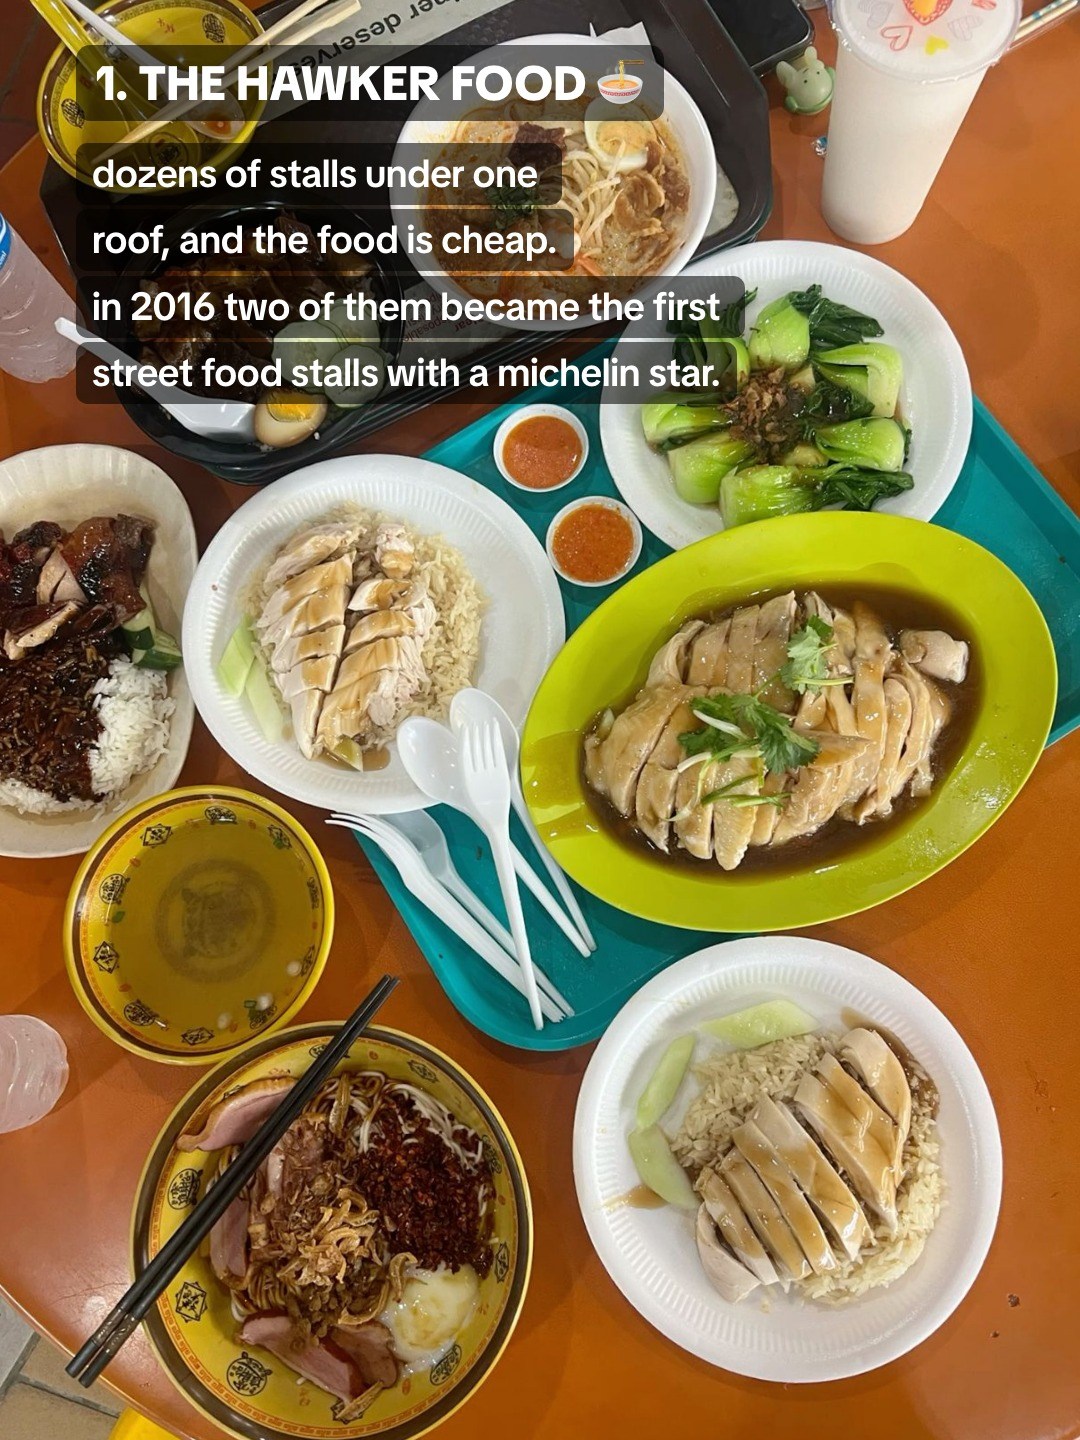 1. THE HAWKER FOOD 🍜
dozens of stalls under one
roof, and the food is cheap.
in 2016 two of them became the first
street food stalls with a michelin star.
deserves